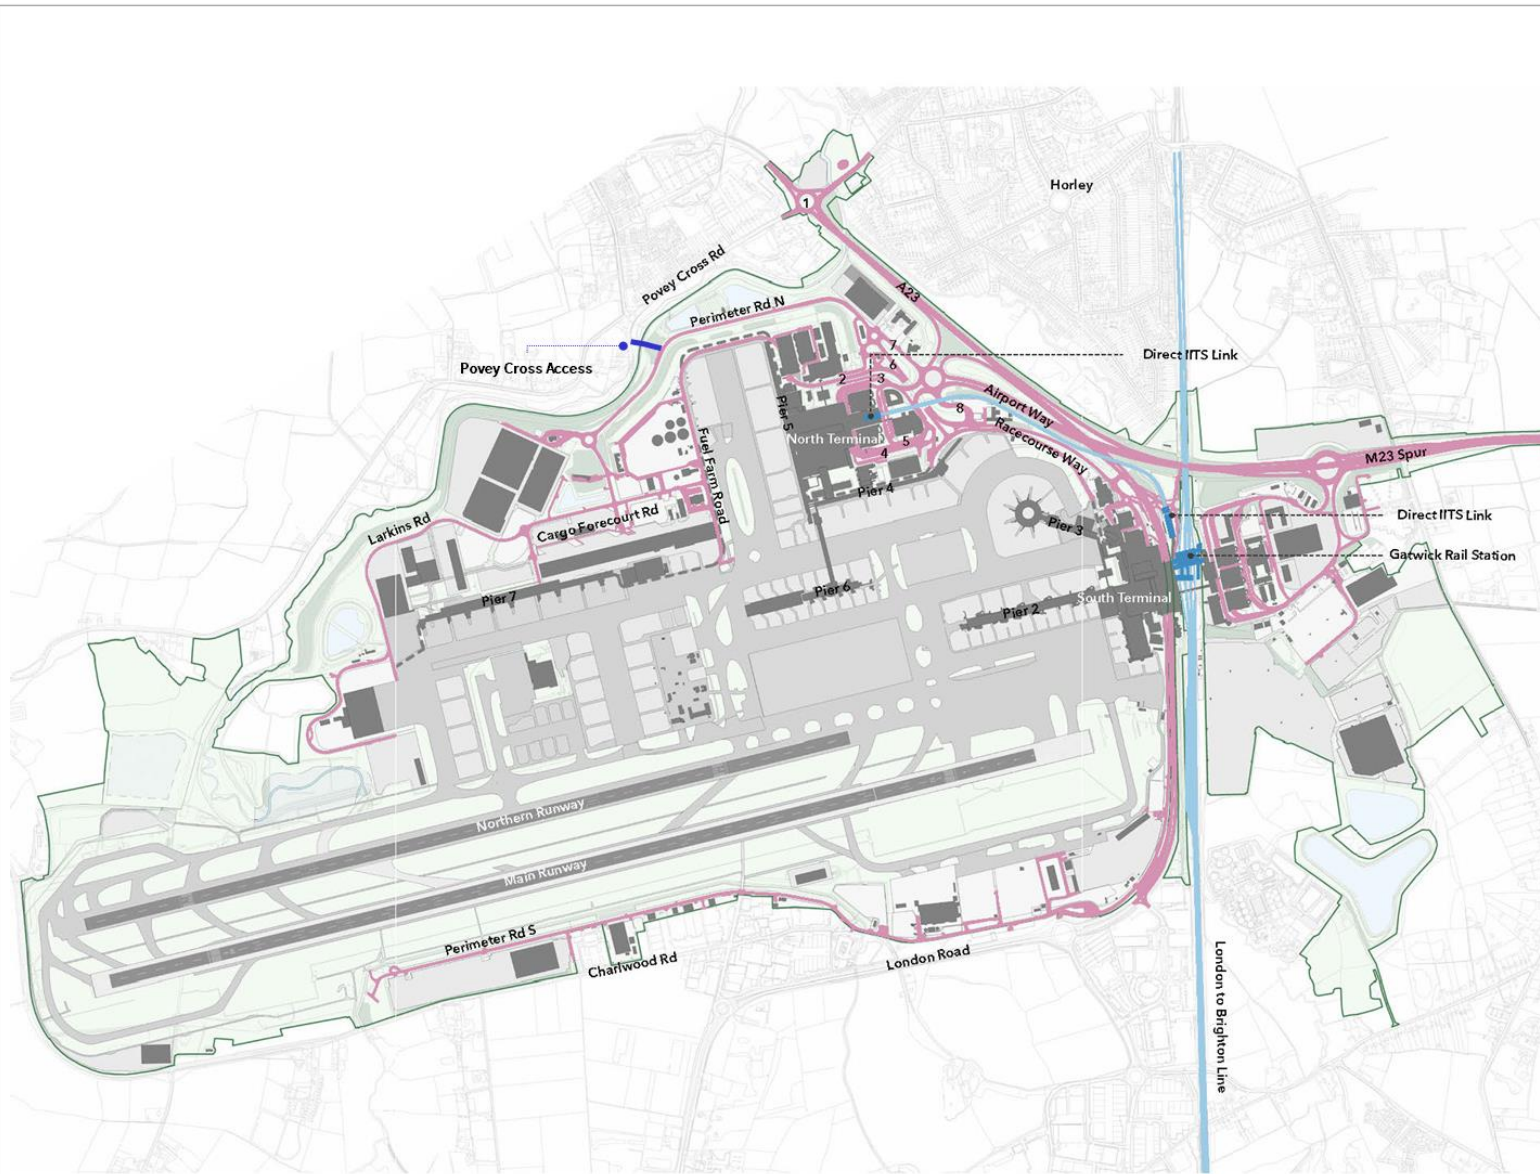 Horley
1
Povey Cross Rd
A23
Perimeter Rd N
7
Direct IITS Link
Povey Cross Access
6
2
3
Airport Way
Pier 5
8
North Terminal
5
Racecourse Way
4
M23 Spur
Fuel Farm Road
Pier 4
Direct IITS Link
Larkins Rd
Cargo Forecourt Rd
Pier 3
Gatwick Rail Station
Pier 7
Pier 6
Pier 2
South Terminal
Northern Runway
Main Runway
Perimeter Rd S
Charlwood Rd
London Road
London to Brighton Line